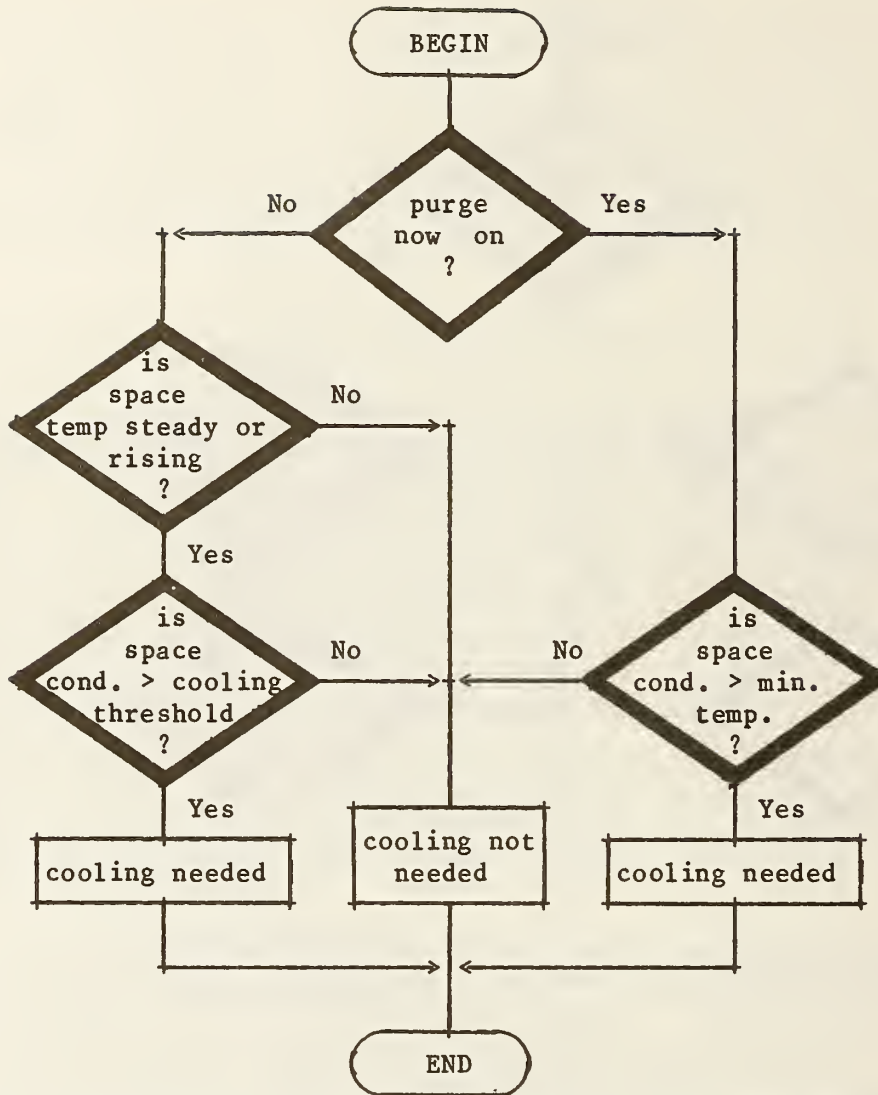 BEGIN
purge
now on
?
No
Yes
is
space
temp steady or
rising
?
No
Yes
is
space
cond. > cooling
threshold
?
No
Yes
is
space
cond. > min.
temp.
?
No
Yes
cooling needed
cooling not
needed
cooling needed
END